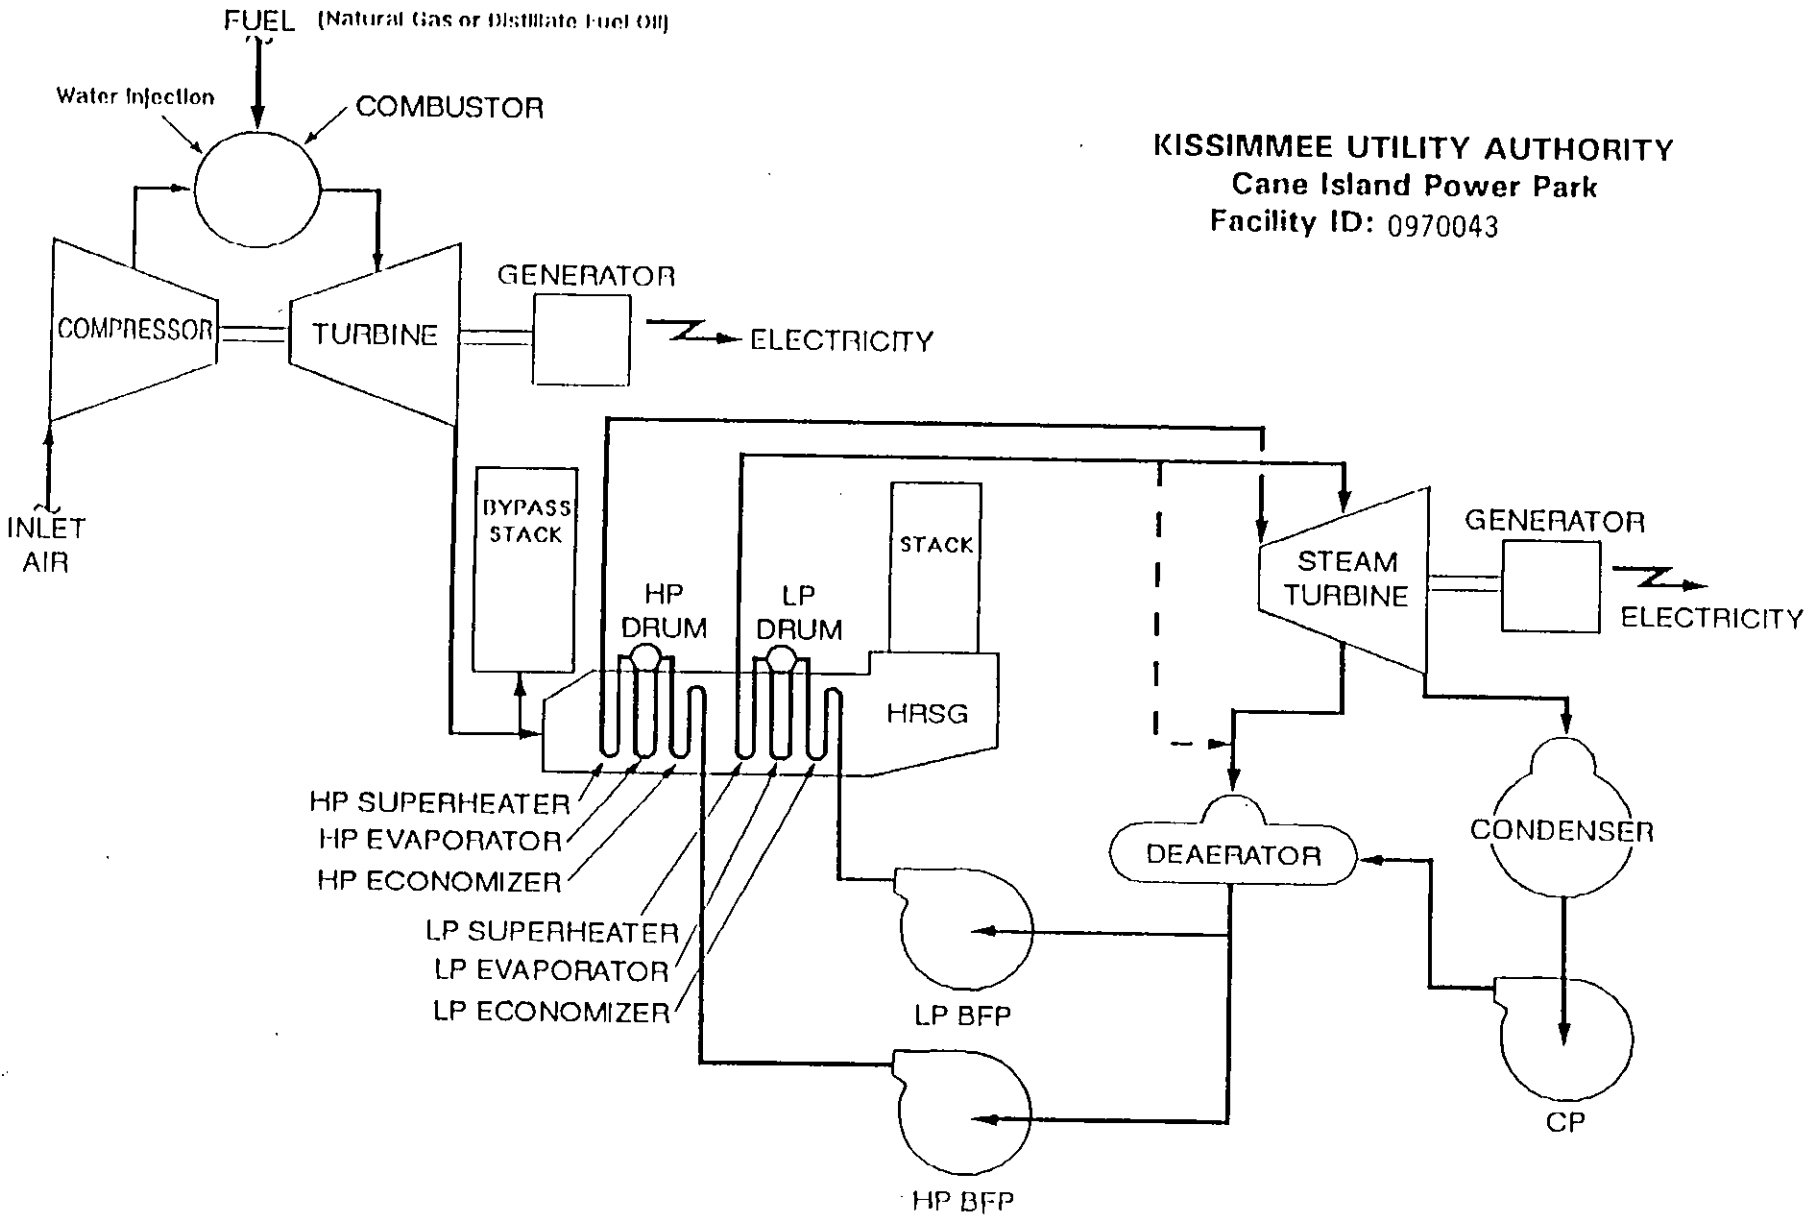 FUEL (Natural Gas or Distillate Fuel Oil)
Water Injection
COMBUSTOR
KISSIMMEE UTILITY AUTHORITY
Cane Island Power Park
Facility ID: 0970043
GENERATOR
COMPRESSOR
TURBINE
ELECTRICITY
INLET
AIR
BYPASS
STACK
STACK
HP
DRUM
LP
DRUM
HRSG
STEAM
TURBINE
GENERATOR
ELECTRICITY
HP SUPERHEATER
HP EVAPORATOR
HP ECONOMIZER
LP SUPERHEATER
LP EVAPORATOR
LP ECONOMIZER
DEAERATOR
CONDENSER
LP BFP
HP BFP
CP